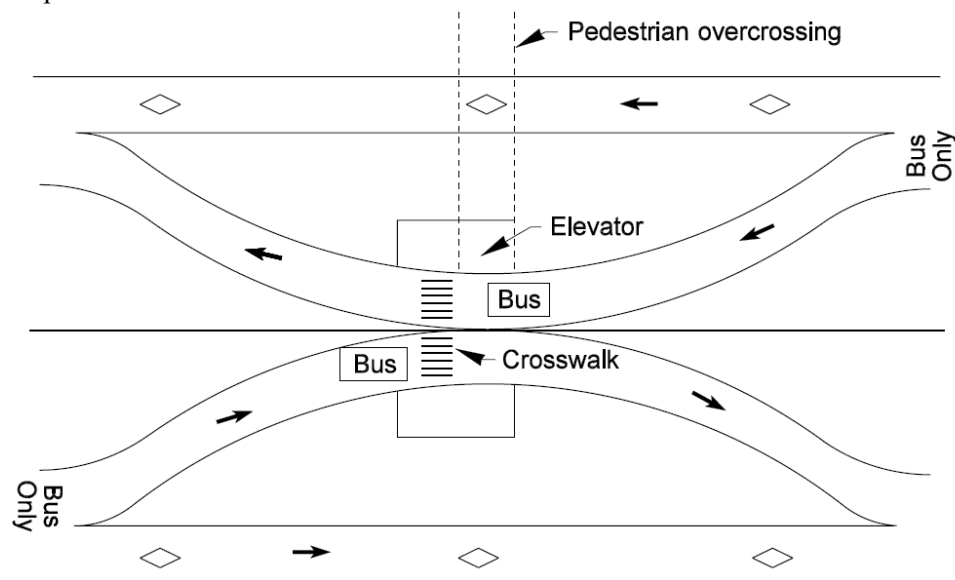 Pedestrian overcrossing
Bus
Only
Elevator
Bus
Bus
Crosswalk
Bus
Only